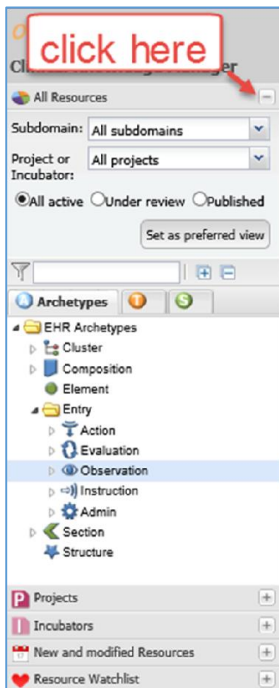 click here
All Resources
Subdomain: All subdomains
Project or Incubator: All projects
All active Under review Published
Set as preferred view
Archetypes T S
EHR Archetypes
Cluster
Composition
Element
Entry
Action
Evaluation
Observation
Instruction
Admin
Section
Structure
Projects
Incubators
New and modified Resources
Resource Watchlist